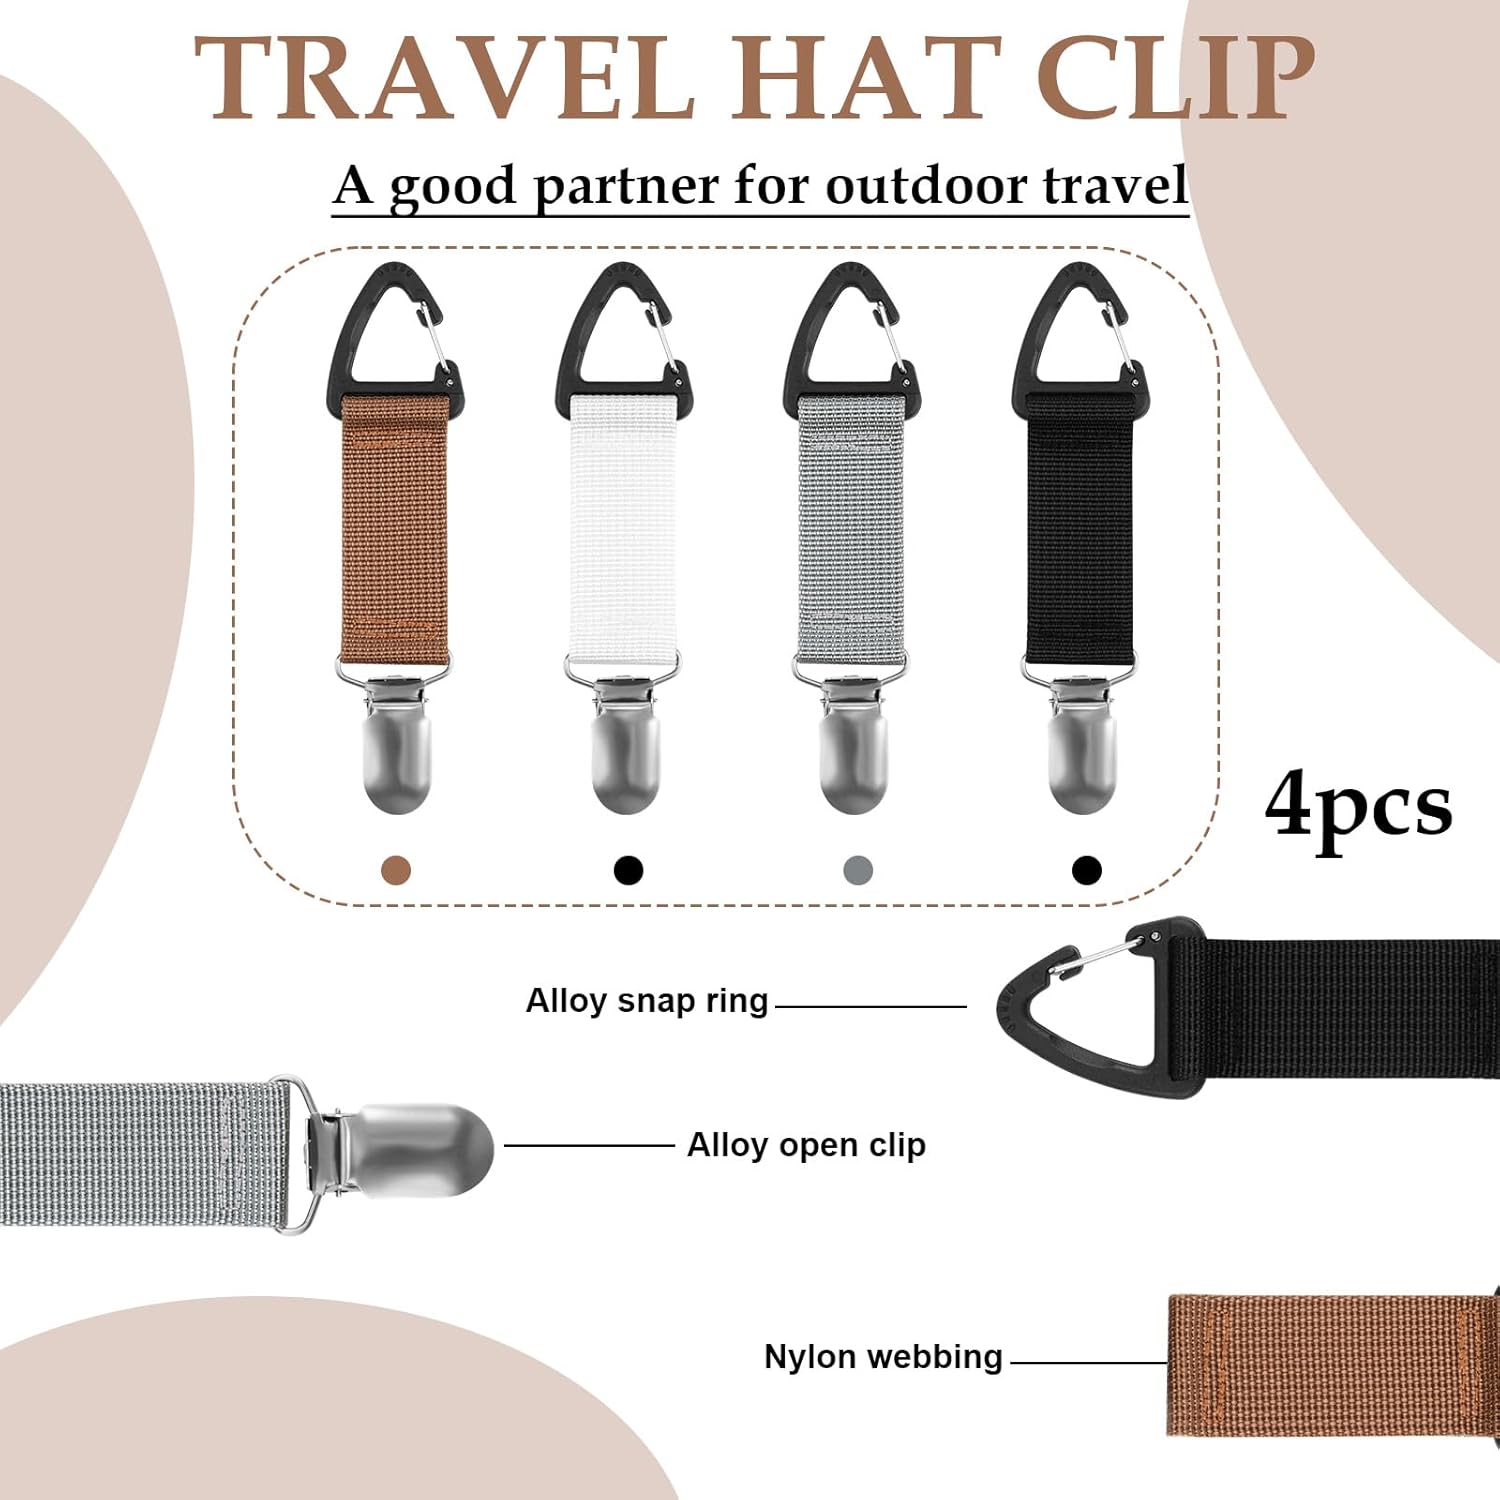 TRAVEL HAT CLIP
A good partner for outdoor travel
4pcs
Alloy snap ring
Alloy open clip
Nylon webbing